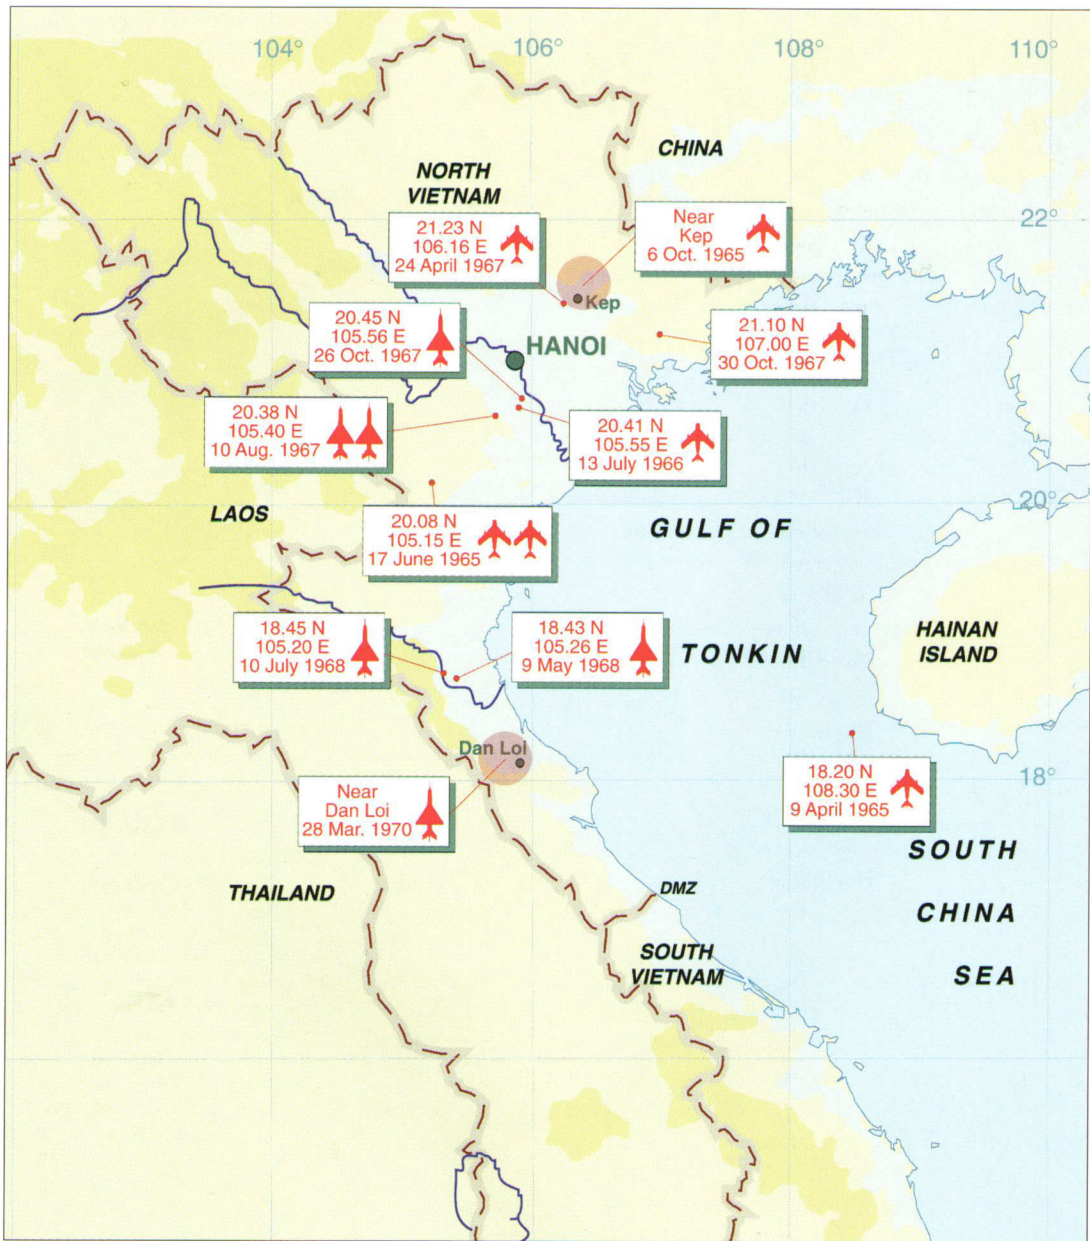 104°
106°
108°
110°
CHINA
NORTH
VIETNAM
21.23 N
106.16 E
24 April 1967
Near
Kep
6 Oct. 1965
22°
Kep
20.45 N
105.56 E
26 Oct. 1967
HANOI
21.10 N
107.00 E
30 Oct. 1967
20.38 N
105.40 E
10 Aug. 1967
20.41 N
105.55 E
13 July 1966
20°
LAOS
20.08 N
105.15 E
17 June 1965
GULF OF
TONKIN
HAINAN
ISLAND
18.45 N
105.20 E
10 July 1968
18.43 N
105.26 E
9 May 1968
Dan Loi
18.20 N
108.30 E
9 April 1965
18°
Near
Dan Loi
28 Mar. 1970
SOUTH
CHINA
SEA
THAILAND
DMZ
SOUTH
VIETNAM